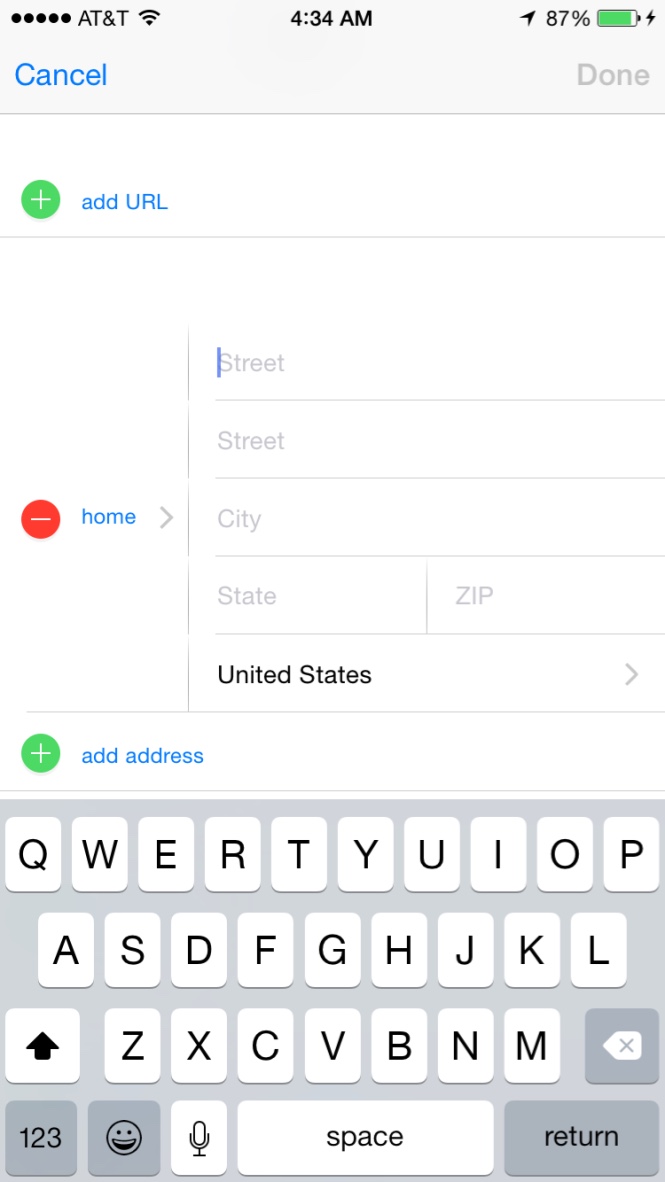 AT&T 4:34 AM 87%
Cancel Done
add URL
Street
Street
home City
State ZIP
United States
add address
Q W E R T Y U I O P
A S D F G H J K L
Z X C V B N M
123 space return